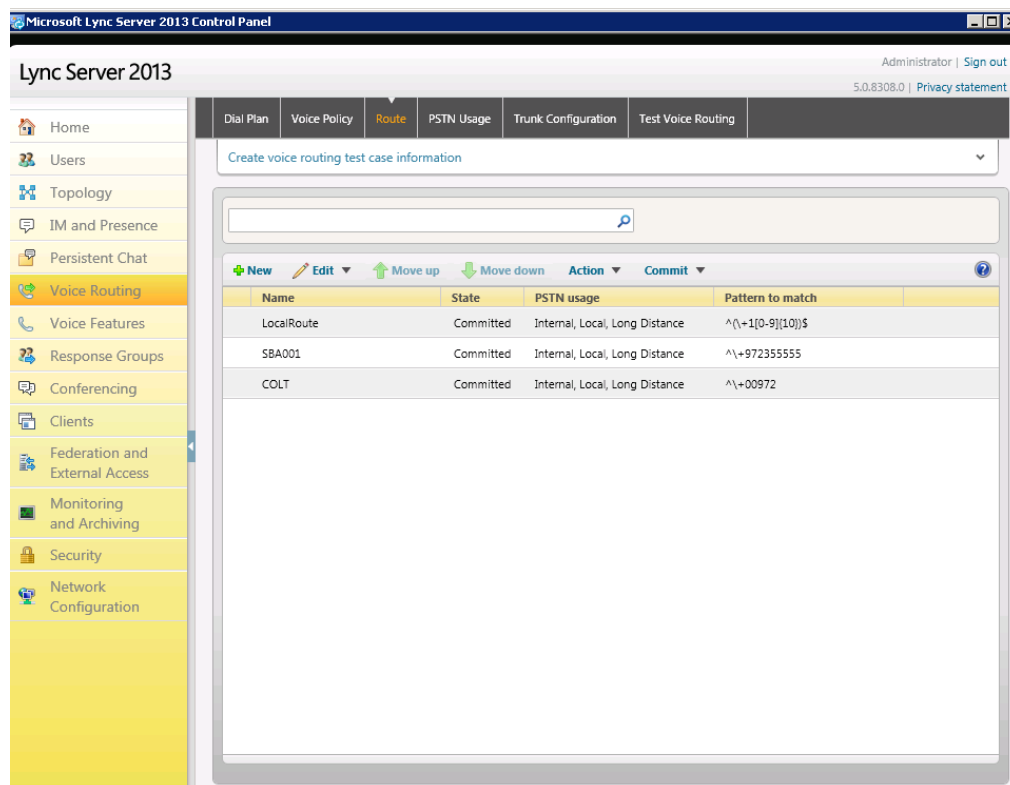 Microsoft Lync Server 2013 Control Panel
Lync Server 2013
Administrator | Sign out
5.0.8308.0 | Privacy statement
Home
Users
Topology
IM and Presence
Persistent Chat
Voice Routing
Voice Features
Response Groups
Conferencing
Clients
Federation and
External Access
Monitoring
and Archiving
Security
Network
Configuration
Dial Plan Voice Policy Route PSTN Usage Trunk Configuration Test Voice Routing
Create voice routing test case information
New Edit Move up Move down Action Commit
Name State PSTN usage Pattern to match
LocalRoute Committed Internal, Local, Long Distance ^(\+1[0-9]{10})$
SBA001 Committed Internal, Local, Long Distance ^\+972355555
COLT Committed Internal, Local, Long Distance ^\+00972